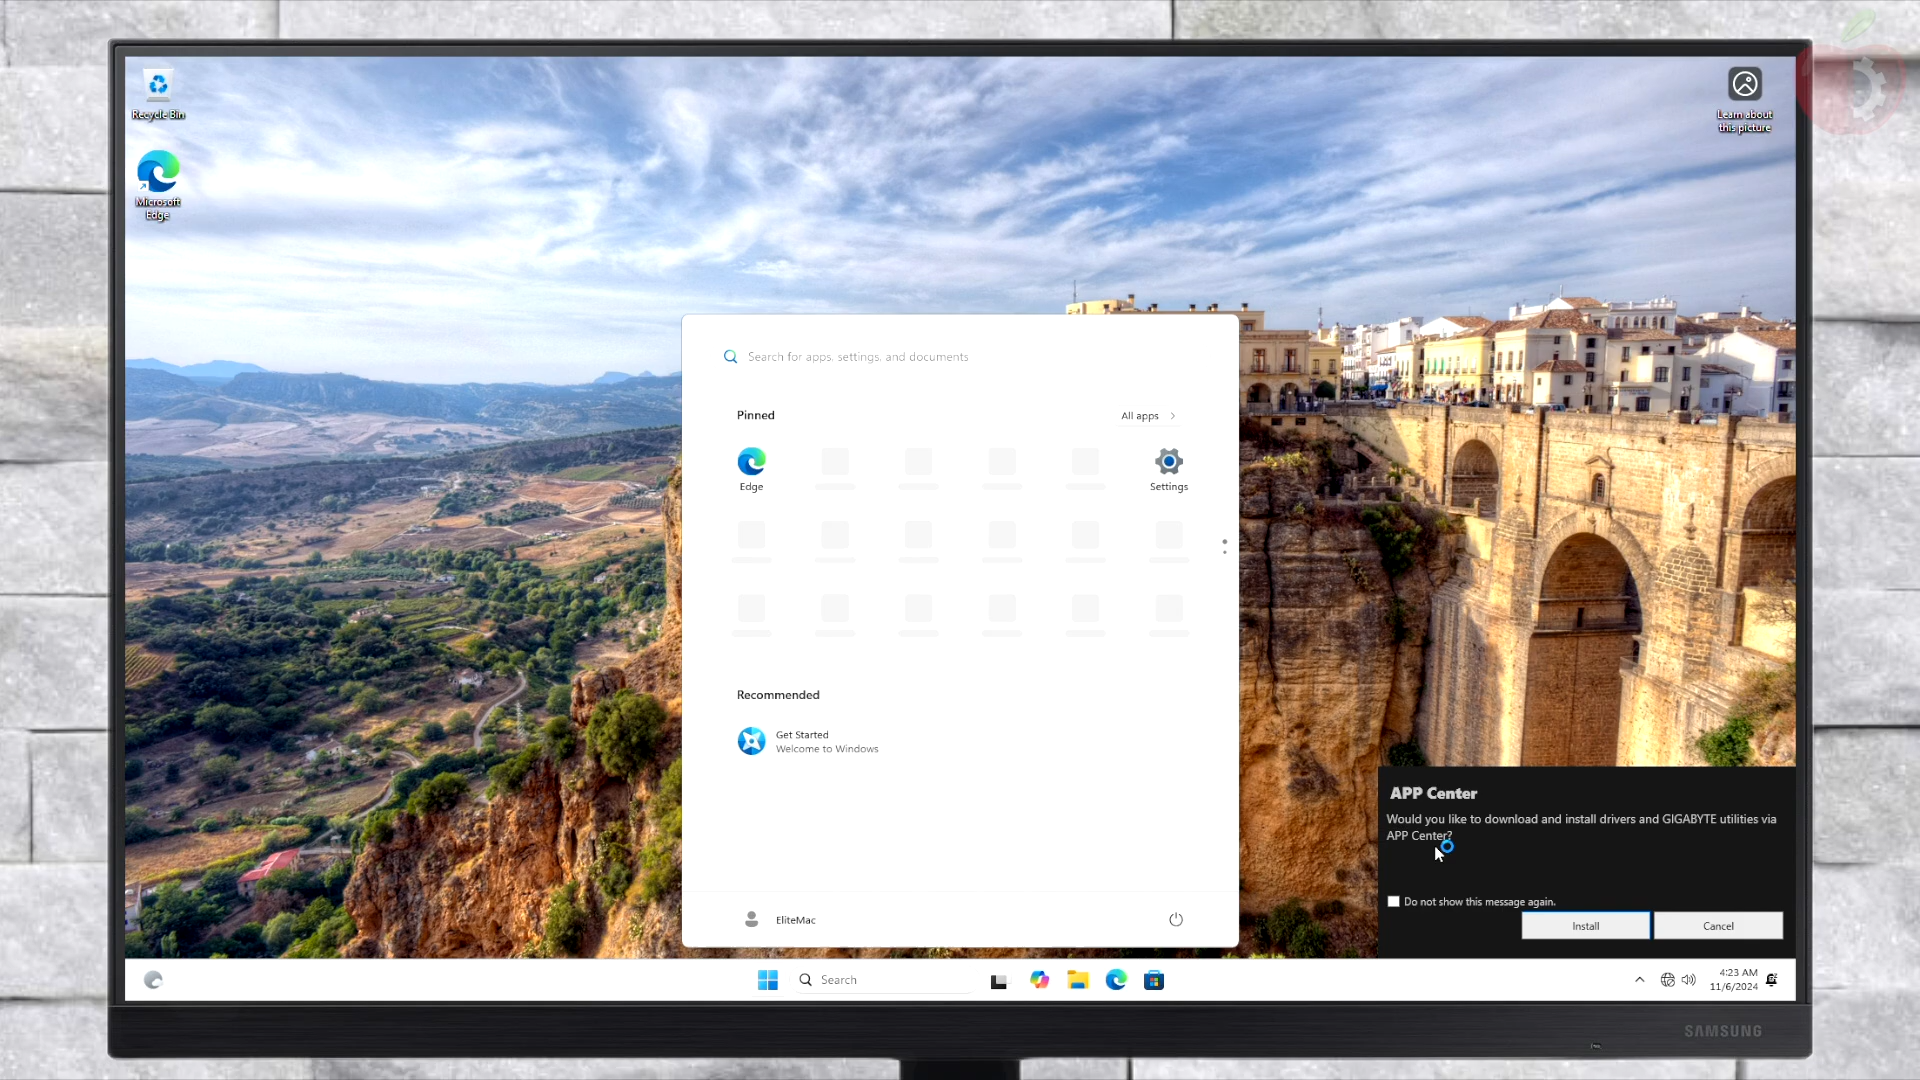 Recycle Bin
Microsoft
Edge
Learn about
this picture
Search for apps, settings, and documents
Pinned
All apps
Edge
Settings
Recommended
Get Started
Welcome to Windows
EliteMac
APP Center
Would you like to download and install drivers and GIGABYTE utilities via
APP Center?
Do not show this message again.
Install
Cancel
Search
4:23 AM
11/6/2024
SAMSUNG